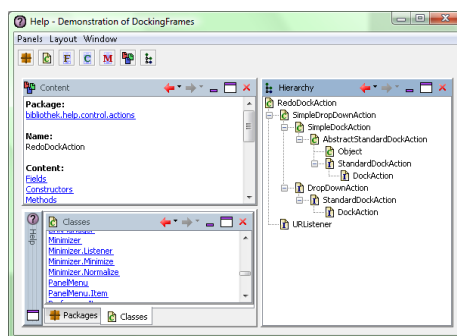 Help - Demonstration of DockingFrames
Panels Layout Window
F C M
Content
Package:
bibliothek.help.control.actions
Name:
RedoDockAction
Content:
Fields
Constructors
Methods
Help
Classes
Minimizer
Minimizer.Listener
Minimizer.Minimize
Minimizer.Normalize
PanelMenu
PanelMenu.Item
Packages
Classes
Hierarchy
RedoDockAction
SimpleDropDownAction
SimpleDockAction
AbstractStandardDockAction
Object
StandardDockAction
DockAction
DropDownAction
StandardDockAction
DockAction
URListener